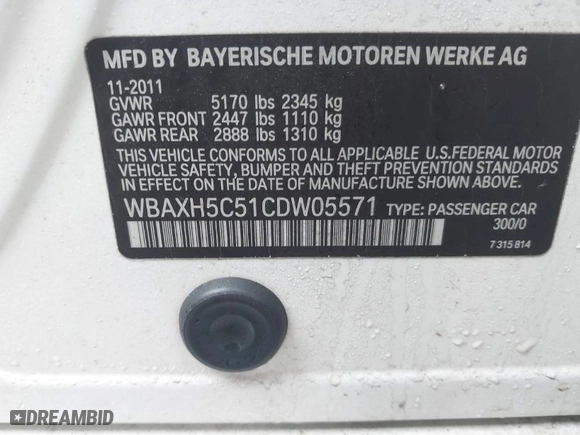 MFD BY BAYERISCHE MOTOREN WERKE AG
11-2011
GVWR 5170 lbs 2345 kg
GAWR FRONT 2447 lbs 1110 kg
GAWR REAR 2888 lbs 1310 kg
THIS VEHICLE CONFORMS TO ALL APPLICABLE U.S.FEDERAL MOTOR
VEHICLE SAFETY, BUMPER AND THEFT PREVENTION STANDARDS
IN EFFECT ON THE DATE OF MANUFACTURE SHOWN ABOVE.
WBAXH5C51CDW05571 TYPE: PASSENGER CAR
300/0
7 315 814
DREAMBID